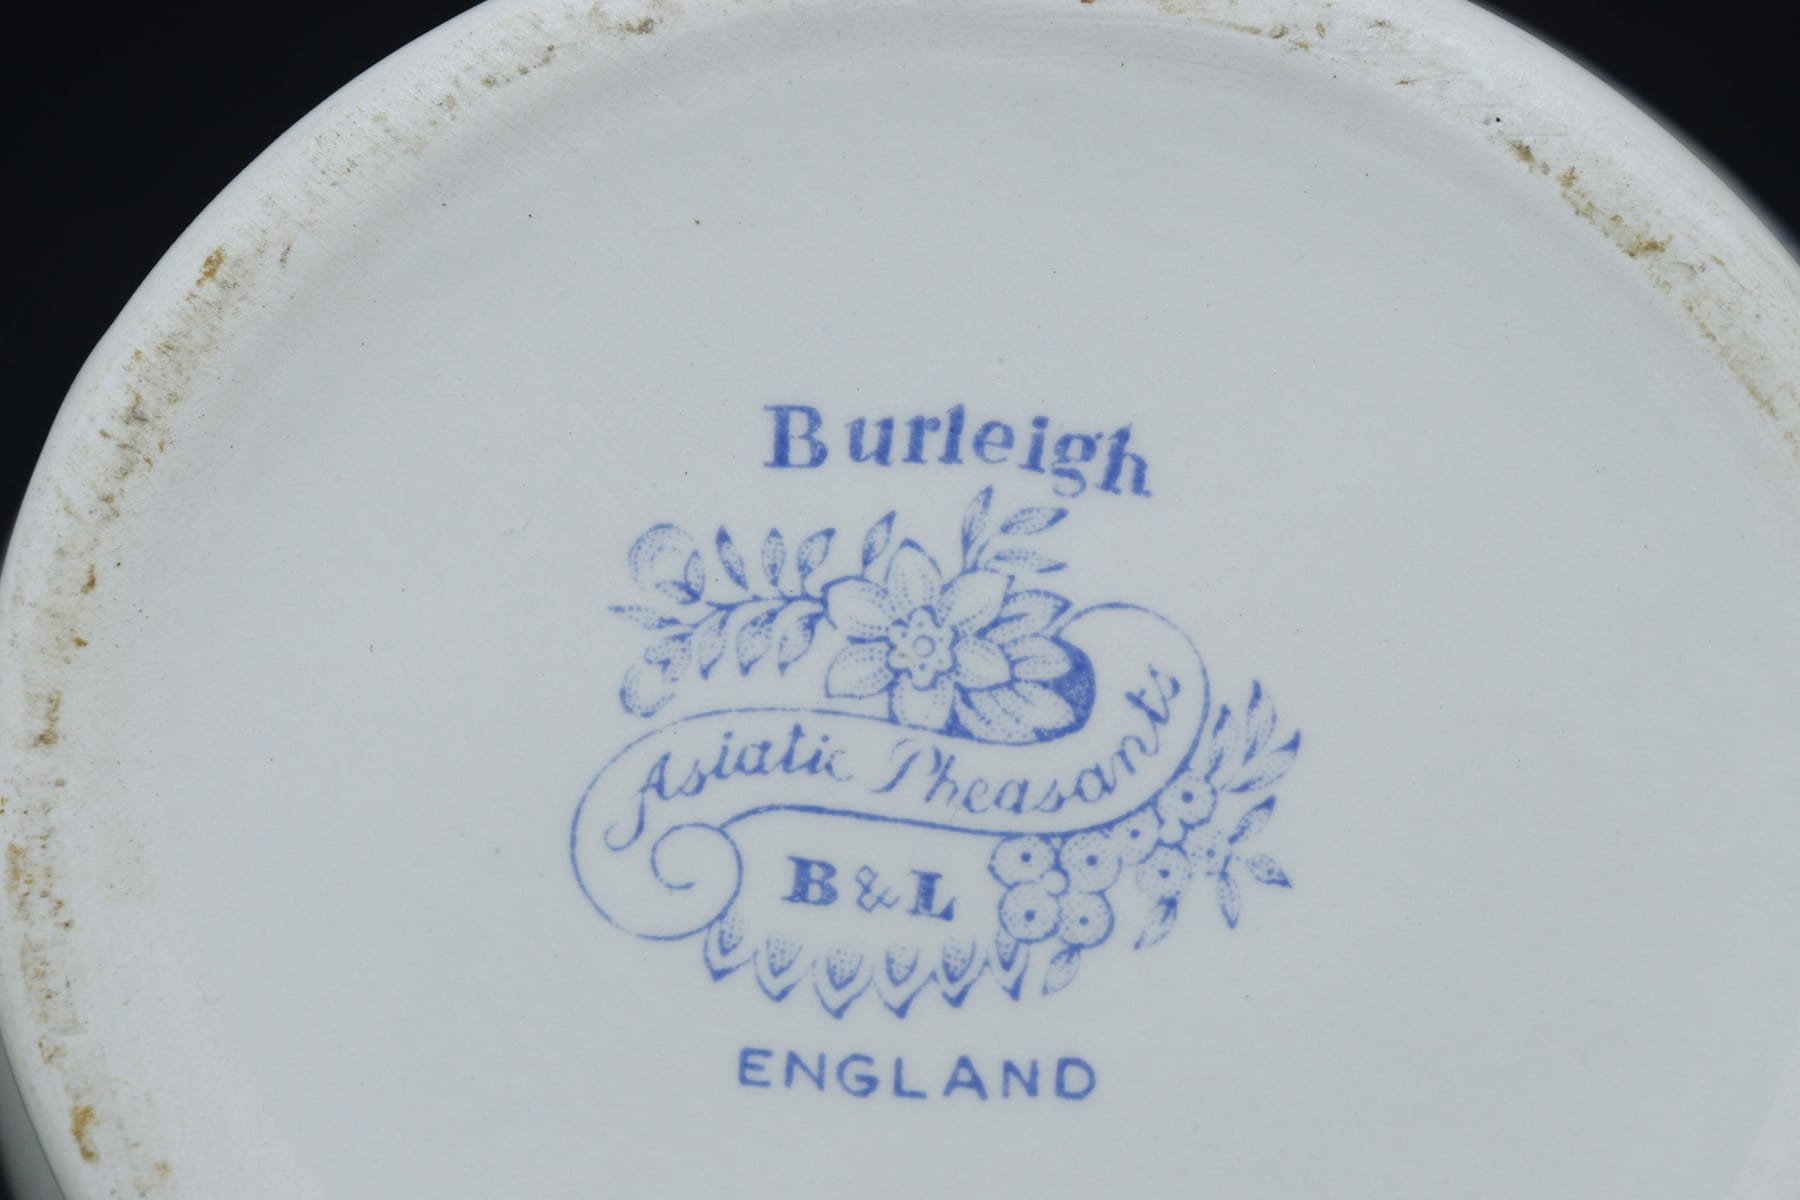 Burleigh
Asiatic Pheasants
B & L
ENGLAND